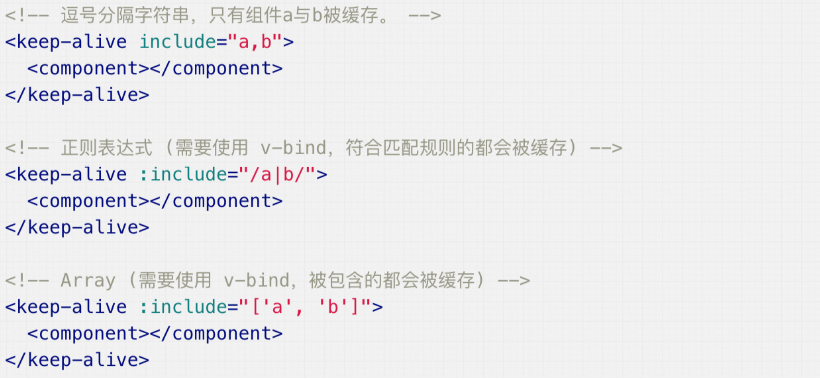 <!-- 逗号分隔字符串，只有组件a与b被缓存。 -->
<keep-alive include="a,b">
  <component></component>
</keep-alive>

<!-- 正则表达式 (需要使用 v-bind，符合匹配规则的都会被缓存) -->
<keep-alive :include="/a|b/">
  <component></component>
</keep-alive>

<!-- Array (需要使用 v-bind，被包含的都会被缓存) -->
<keep-alive :include="['a', 'b']">
  <component></component>
</keep-alive>